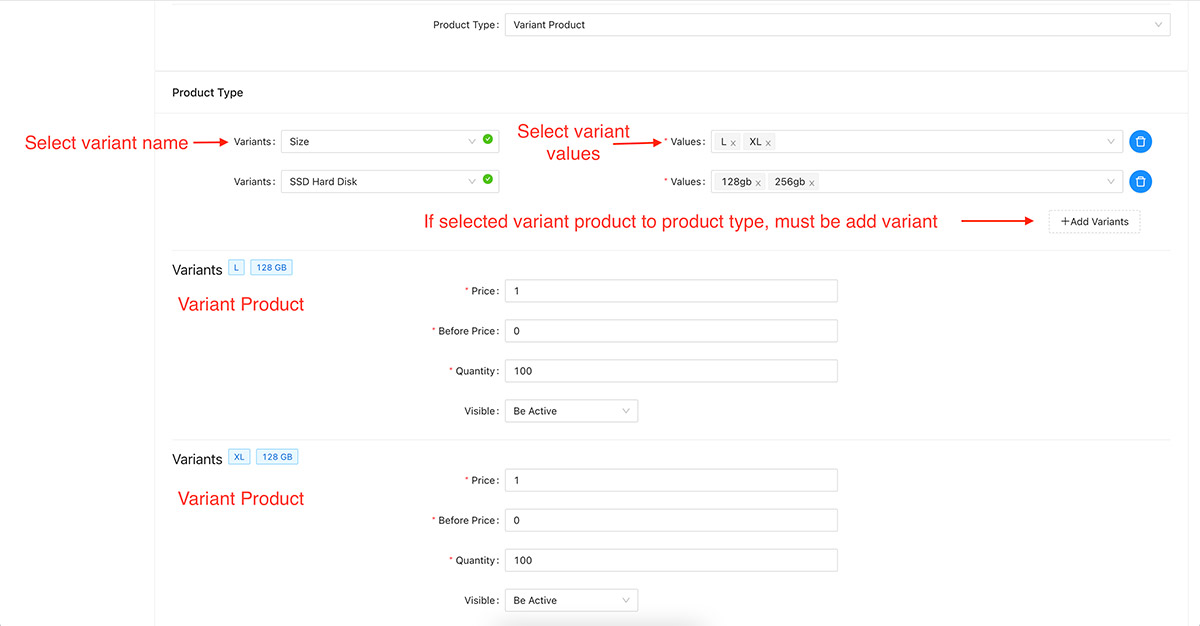 Product Type: Variant Product
Product Type
Select variant name Variants: Size Select variant values * Values: L x XL x
Variants: SSD Hard Disk * Values: 128gb x 256gb x
If selected variant product to product type, must be add variant +Add Variants
Variants L 128 GB
Variant Product
* Price: 1
* Before Price: 0
* Quantity: 100
Visible: Be Active
Variants XL 128 GB
Variant Product
* Price: 1
* Before Price: 0
* Quantity: 100
Visible: Be Active